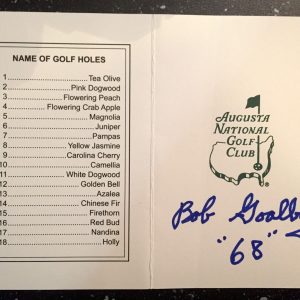 NAME OF GOLF HOLES
1 Tea Olive
2 Pink Dogwood
3 Flowering Peach
4 Flowering Crab Apple
5 Magnolia
6 Juniper
7 Pampas
8 Yellow Jasmine
9 Carolina Cherry
10 Camellia
11 White Dogwood
12 Golden Bell
13 Azalea
14 Chinese Fir
15 Firethorn
16 Red Bud
17 Nandina
18 Holly
AUGUSTA
NATIONAL
GOLF
CLUB
Bob Goalby
"68"